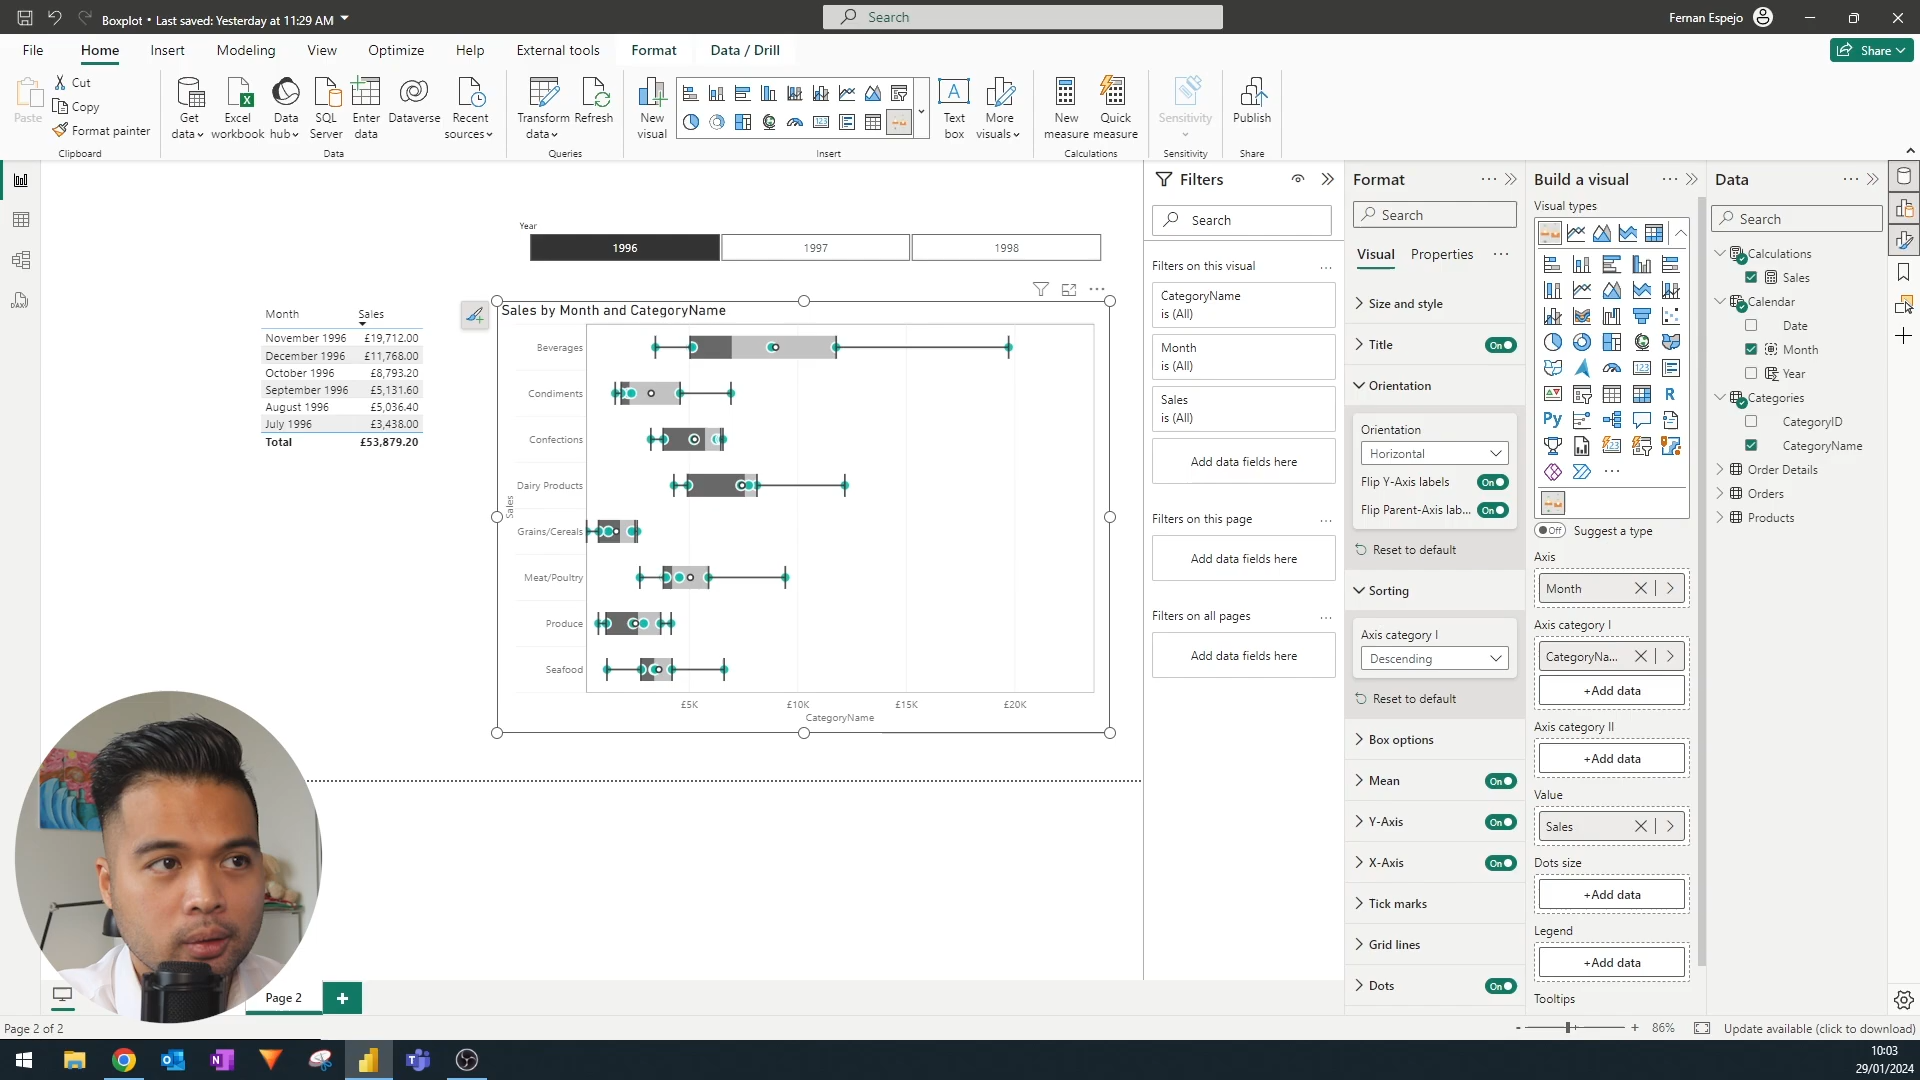 Boxplot • Last saved: Yesterday at 11:29 AM
Search
Fernan Espejo
File
Home
Insert
Modeling
View
Optimize
Help
External tools
Format
Data / Drill
Share
Paste
Cut
Copy
Format painter
Clipboard
Get data
Excel workbook
Data hub
SQL Server
Enter data
Dataverse
Recent sources
Data
Transform data
Refresh
Queries
New visual
Text box
More visuals
Insert
New measure
Quick measure
Calculations
Sensitivity
Sensitivity
Publish
Share
Year
1996
1997
1998
Month Sales
November 1996 £19,712.00
December 1996 £11,768.00
October 1996 £8,793.20
September 1996 £5,131.60
August 1996 £5,036.40
July 1996 £3,438.00
Total £53,879.20
Sales by Month and CategoryName
Sales
Beverages
Condiments
Confections
Dairy Products
Grains/Cereals
Meat/Poultry
Produce
Seafood
£5K £10K £15K £20K
CategoryName
Filters
Search
Filters on this visual
CategoryName
is (All)
Month
is (All)
Sales
is (All)
Add data fields here
Filters on this page
Add data fields here
Filters on all pages
Add data fields here
Format
Search
Visual
Properties
Size and style
Title
On
Orientation
Orientation
Horizontal
Flip Y-Axis labels
On
Flip Parent-Axis lab...
On
Reset to default
Sorting
Axis category I
Descending
Reset to default
Box options
Mean
On
Y-Axis
On
X-Axis
On
Tick marks
Grid lines
Dots
On
Build a visual
Visual types
R
Py
123
Off
Suggest a type
Axis
Month
Axis category I
CategoryNa...
+Add data
Axis category II
+Add data
Value
Sales
Dots size
+Add data
Legend
+Add data
Tooltips
Data
Search
Calculations
Sales
Calendar
Date
Month
Year
Categories
CategoryID
CategoryName
Order Details
Orders
Products
Page 2
Page 2 of 2
86%
Update available (click to download)
10:03
29/01/2024